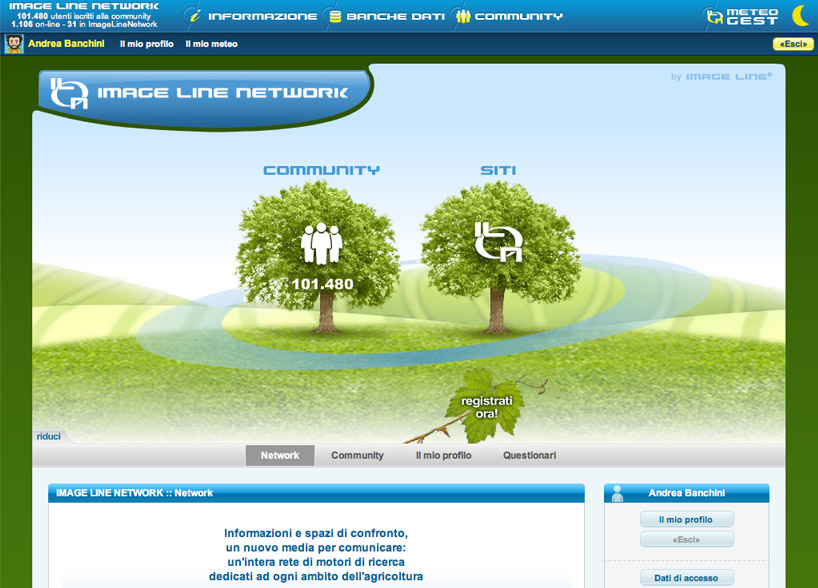 IMAGE LINE NETWORK
101.480 utenti iscritti alla community
1.106 on-line - 31 in ImageLineNetwork
INFORMAZIONE
BANCHE DATI
COMMUNITY
METEO
GEST
Andrea Banchini
Il mio profilo
Il mio meteo
«Esci»
IMAGE LINE NETWORK
by IMAGE LINE®
COMMUNITY
SITI
101.480
registrati
ora!
riduci
Network
Community
Il mio profilo
Questionari
IMAGE LINE NETWORK :: Network
Andrea Banchini
Il mio profilo
«Esci»
Informazioni e spazi di confronto,
un nuovo media per comunicare:
un'intera rete di motori di ricerca
dedicati ad ogni ambito dell'agricoltura
Dati di accesso